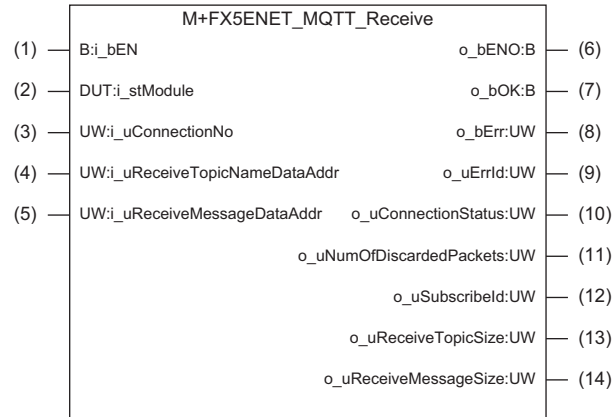 M+FX5ENET_MQTT_Receive
(1) B:i_bEN o_bENO:B (6)
(2) DUT:i_stModule o_bOK:B (7)
(3) UW:i_uConnectionNo o_bErr:UW (8)
(4) UW:i_uReceiveTopicNameDataAddr o_uErrId:UW (9)
(5) UW:i_uReceiveMessageDataAddr o_uConnectionStatus:UW (10)
o_uNumOfDiscardedPackets:UW (11)
o_uSubscribeId:UW (12)
o_uReceiveTopicSize:UW (13)
o_uReceiveMessageSize:UW (14)